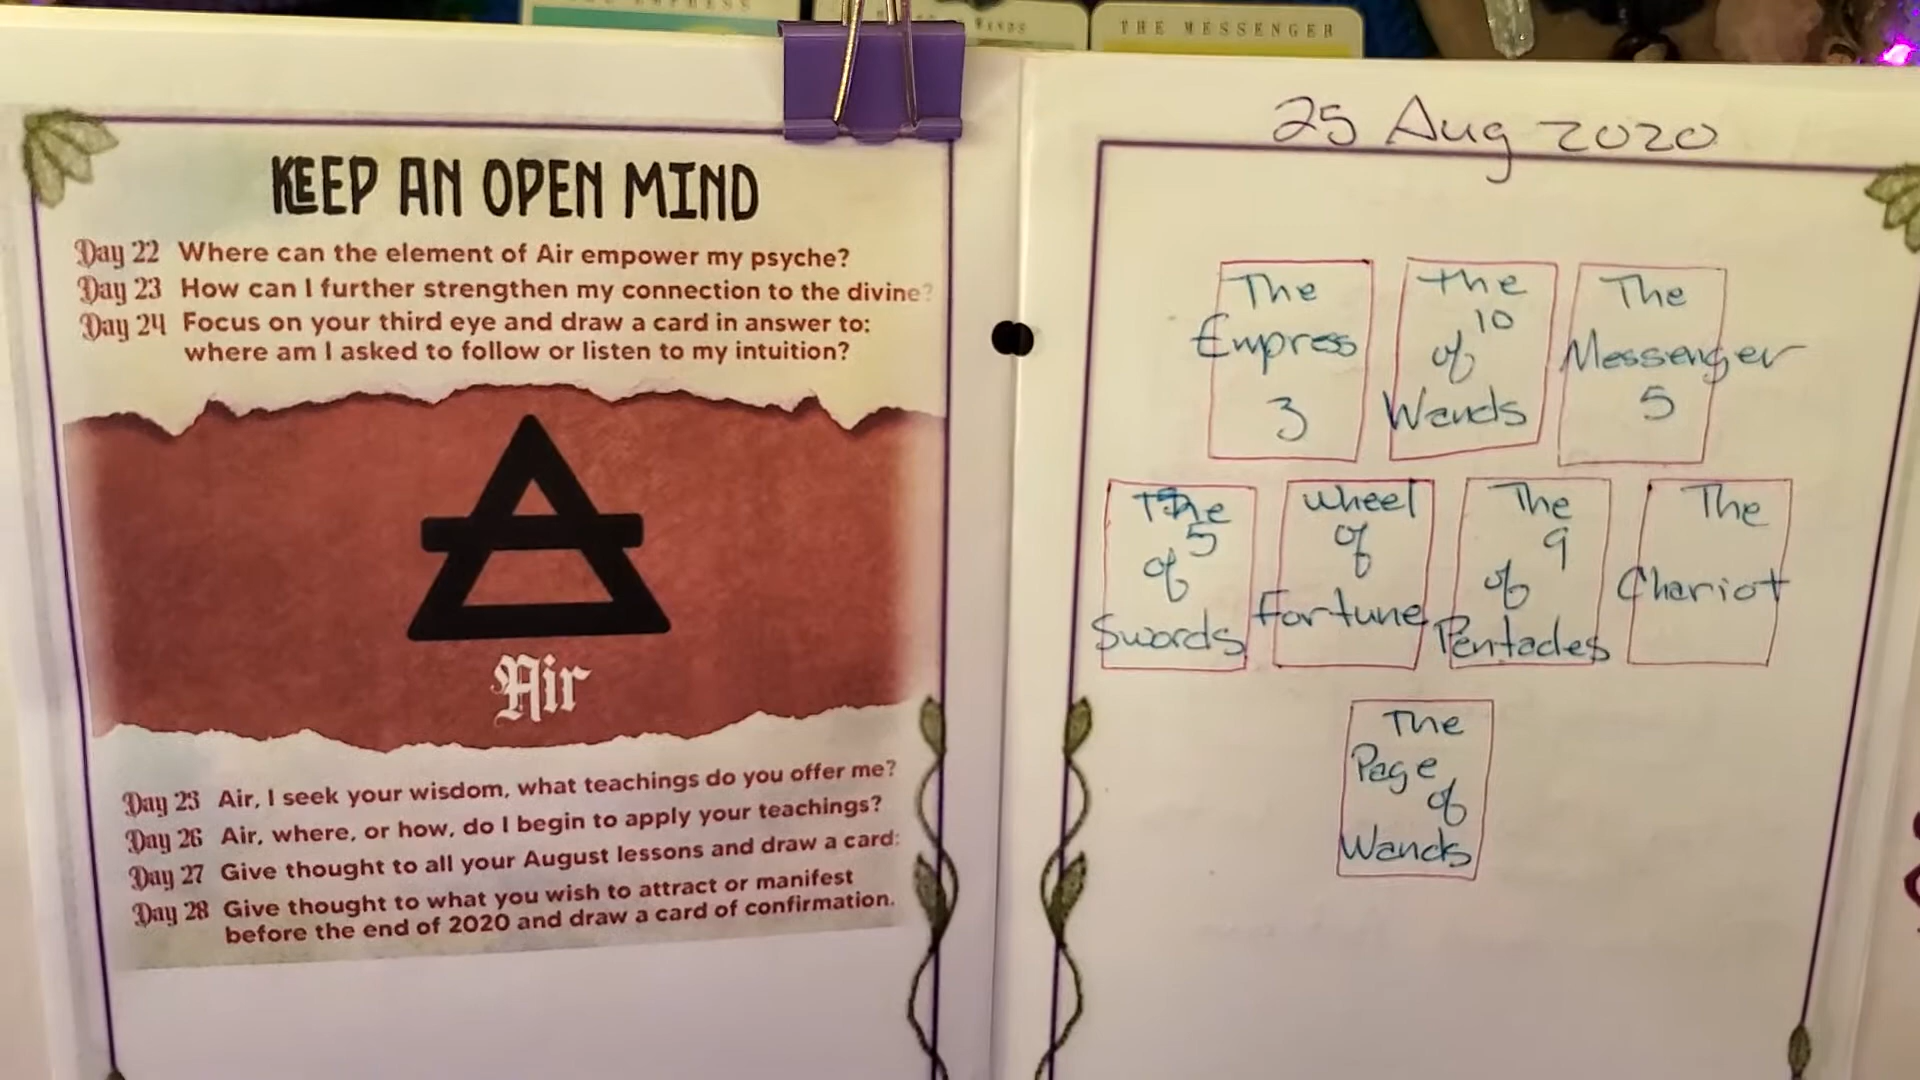 THE MESSENGER
KEEP AN OPEN MIND
Day 22 Where can the element of Air empower my psyche?
Day 23 How can I further strengthen my connection to the divine?
Day 24 Focus on your third eye and draw a card in answer to:
where am I asked to follow or listen to my intuition?
Air
Day 25 Air, I seek your wisdom, what teachings do you offer me?
Day 26 Air, where, or how, do I begin to apply your teachings?
Day 27 Give thought to all your August lessons and draw a card:
Day 28 Give thought to what you wish to attract or manifest
before the end of 2020 and draw a card of confirmation.
25 Aug 2020
The
Empress
3
the
10
of
Wands
The
Messenger
5
The
5
of
Swords
Wheel
of
Fortune
The
9
of
Pentacles
The
Chariot
The
Page
of
Wands